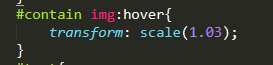 #contain img:hover{
transform: scale(1.03);
}